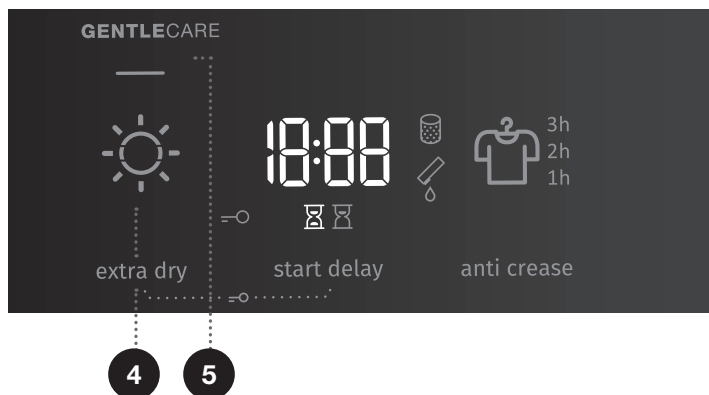 GENTLECARE
18:88
3h
2h
1h
extra dry
start delay
anti crease
4
5